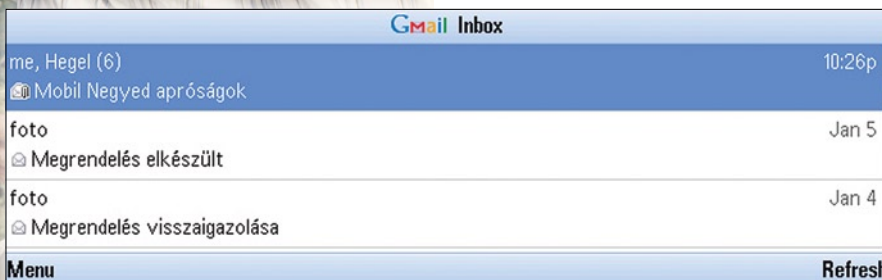 Gmail Inbox
me, Hegel (6) 10:26p
Mobil Negyed apróságok
foto Jan 5
Megrendelés elkészült
foto Jan 4
Megrendelés visszaigazolása
Menu Refresh